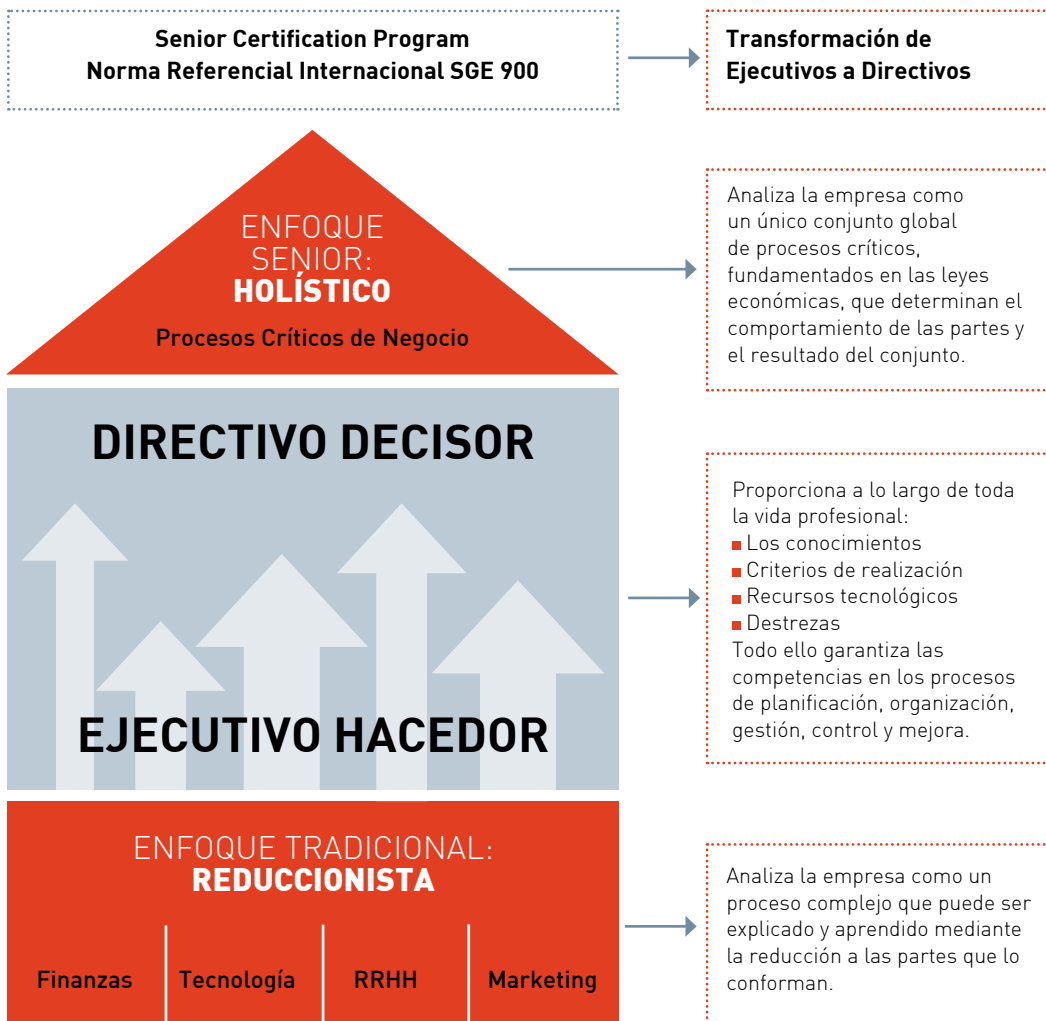 Senior Certification Program
Norma Referencial Internacional SGE 900
Transformación de
Ejecutivos a Directivos
ENFOQUE
SENIOR:
HOLÍSTICO
Procesos Críticos de Negocio
Analiza la empresa como
un único conjunto global
de procesos críticos,
fundamentados en las leyes
económicas, que determinan el
comportamiento de las partes y
el resultado del conjunto.
DIRECTIVO DECISOR
EJECUTIVO HACEDOR
Proporciona a lo largo de toda
la vida profesional:
Los conocimientos
Criterios de realización
Recursos tecnológicos
Destrezas
Todo ello garantiza las
competencias en los procesos
de planificación, organización,
gestión, control y mejora.
ENFOQUE TRADICIONAL:
REDUCCIONISTA
Finanzas
Tecnología
RRHH
Marketing
Analiza la empresa como un
proceso complejo que puede ser
explicado y aprendido mediante
la reducción a las partes que lo
conforman.